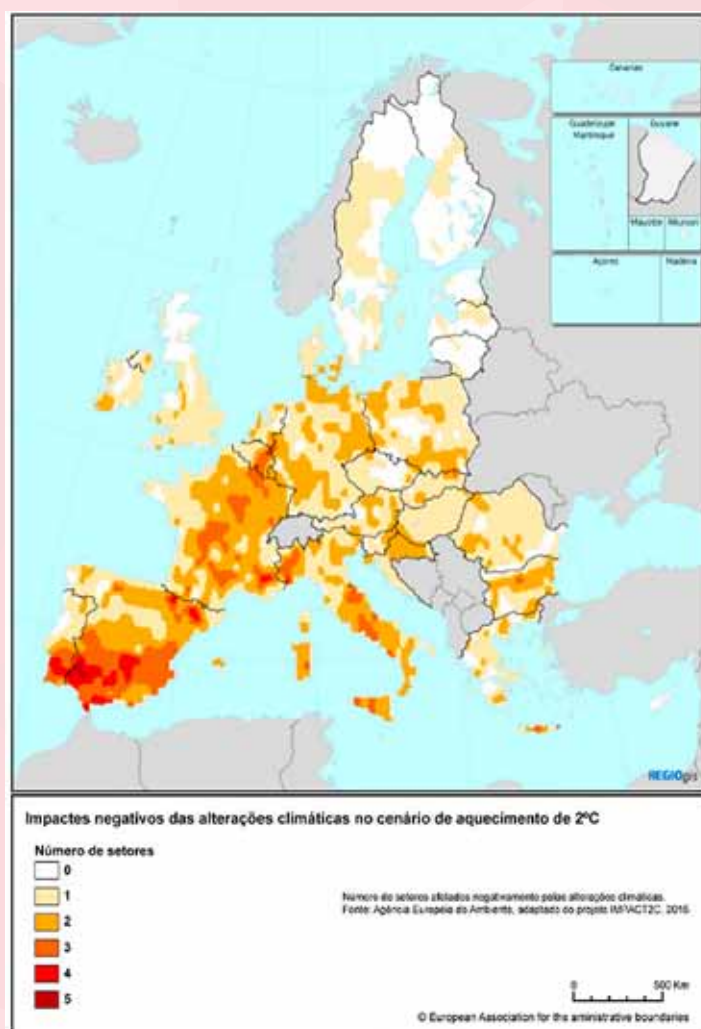 Canarias
Guadeloupe
Martinique
Guyane
Mayotte
Réunion
Açores
Madeira
REGIOgis
Impactes negativos das alterações climáticas no cenário de aquecimento de 2ºC
Número de setores
0
1
2
3
4
5
Número de setores afetados negativamente pelas alterações climáticas.
Fonte: Agência Europeia do Ambiente, adaptado do projeto IMPACT2C, 2016
0
500 Km
© European Association for the aministrative boundaries